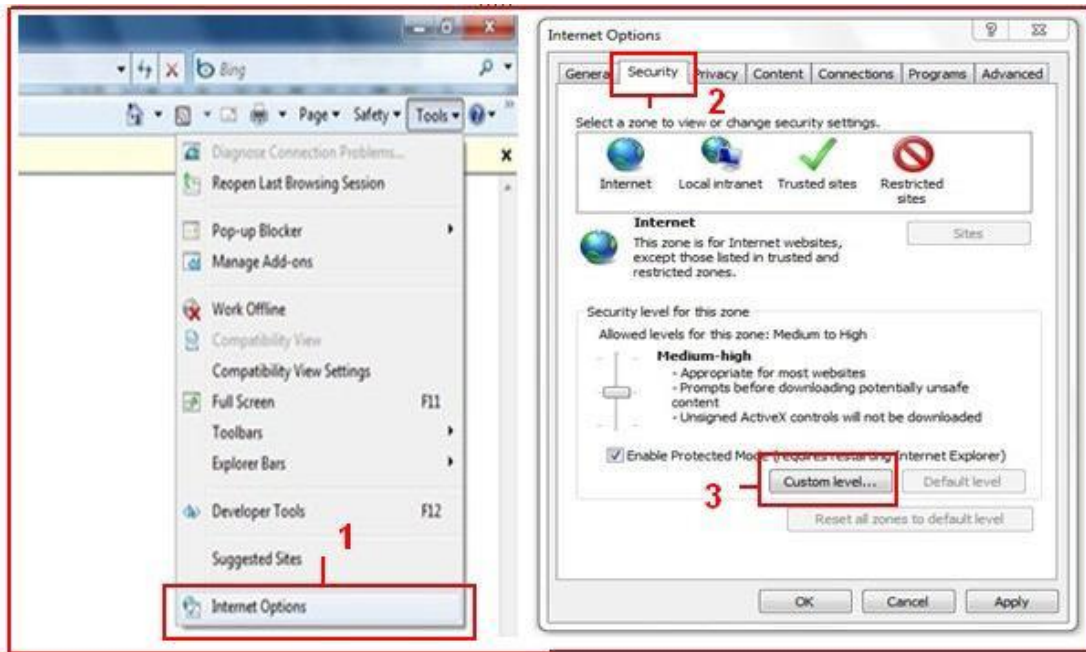 Bing
Page Safety Tools
Diagnose Connection Problems...
Reopen Last Browsing Session
Pop-up Blocker
Manage Add-ons
Work Offline
Compatibility View
Compatibility View Settings
Full Screen F11
Toolbars
Explorer Bars
Developer Tools F12
1
Suggested Sites
Internet Options
Internet Options
General Security Privacy Content Connections Programs Advanced
2
Select a zone to view or change security settings.
Internet Local intranet Trusted sites Restricted
sites
Internet
Sites
This zone is for Internet websites,
except those listed in trusted and
restricted zones.
Security level for this zone
Allowed levels for this zone: Medium to High
Medium-high
- Appropriate for most websites
- Prompts before downloading potentially unsafe
content
- Unsigned ActiveX controls will not be downloaded
Enable Protected Mode (requires restarting Internet Explorer)
3
Custom level... Default level
Reset all zones to default level
OK Cancel Apply